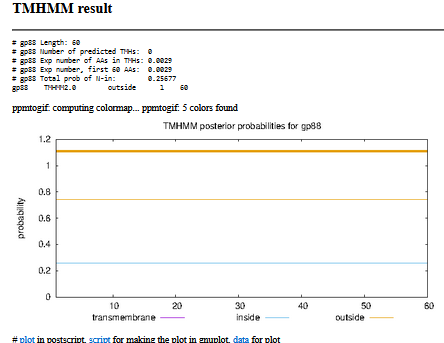 TMHMM result
# gp88 Length: 60
# gp88 Number of predicted TMHs: 0
# gp88 Exp number of AAs in TMHs: 0.0029
# gp88 Exp number, first 60 AAs: 0.0029
# gp88 Total prob of N-in: 0.25677
gp88 TMHMM2.0 outside 1 60
ppmtogif: computing colormap... ppmtogif: 5 colors found
TMHMM posterior probabilities for gp88
1.2
1
0.8
0.6
0.4
0.2
0
probability
10 20 30 40 50 60
transmembrane inside outside
# plot in postscript, script for making the plot in gnuplot, data for plot